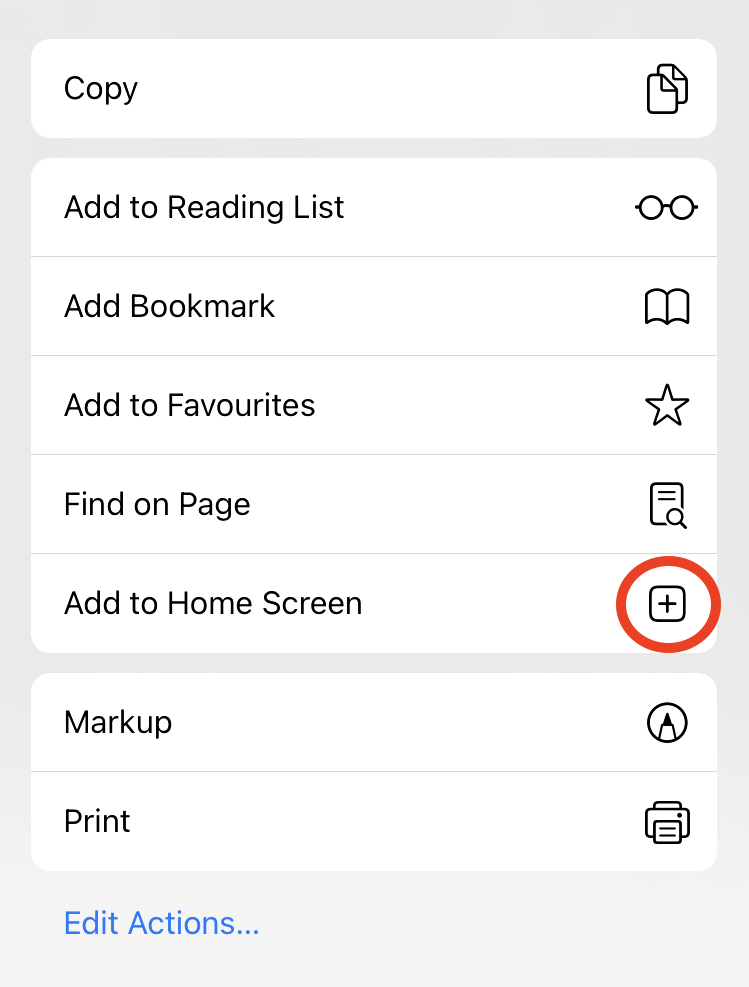 Copy
Add to Reading List
Add Bookmark
Add to Favourites
Find on Page
Add to Home Screen
Markup
Print
Edit Actions...